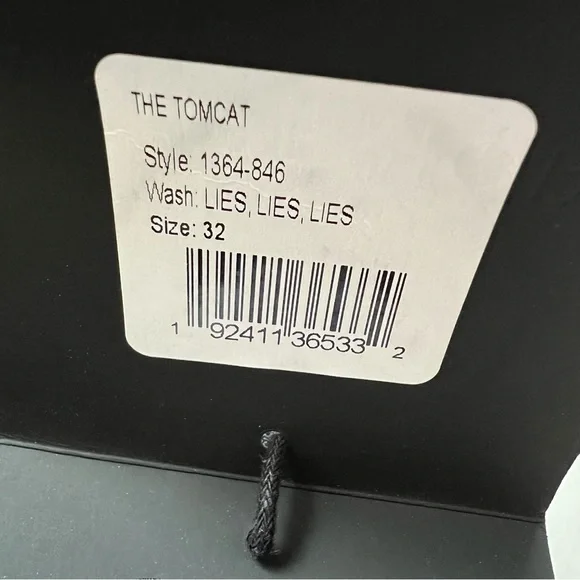 THE TOMCAT
Style: 1364-846
Wash: LIES, LIES, LIES
Size: 32
1 92411 36533 2